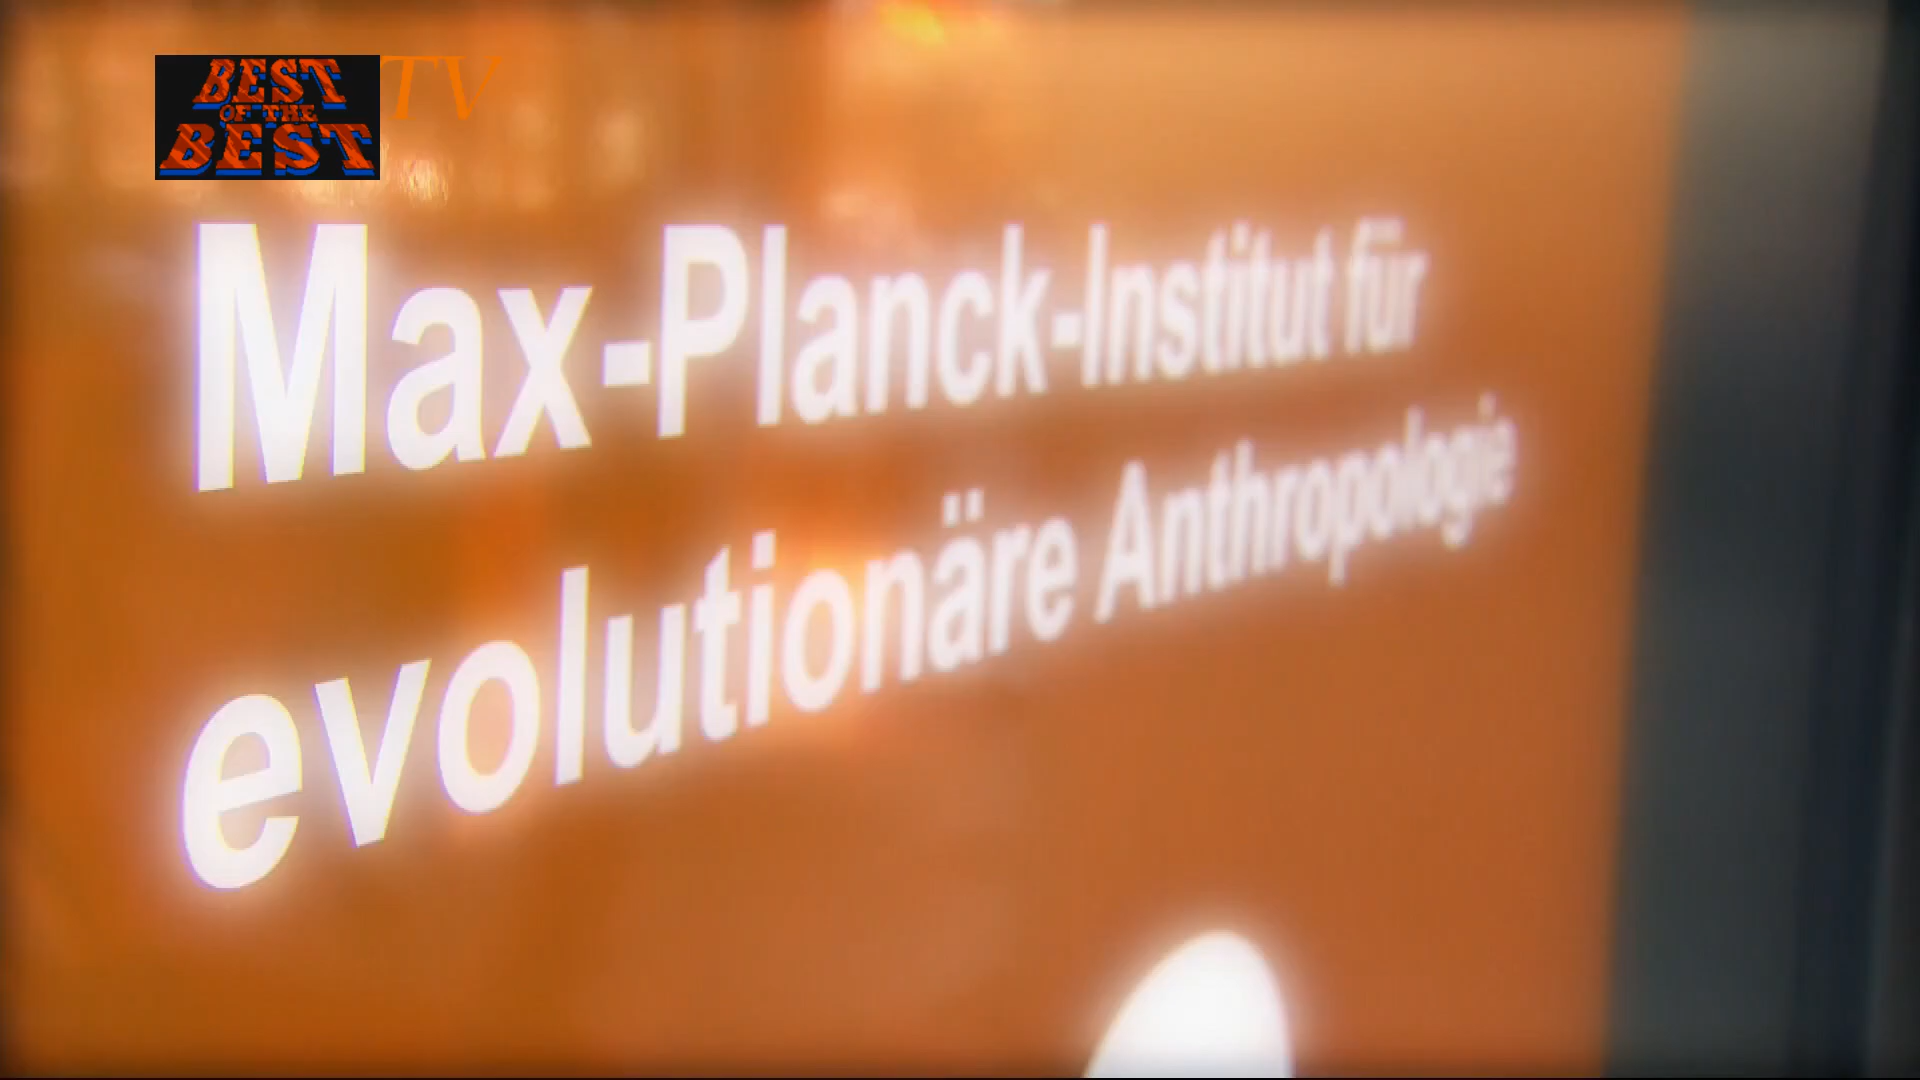 BEST
OF THE
BEST
TV
Max-Planck-Institut für
evolutionäre Anthropologie